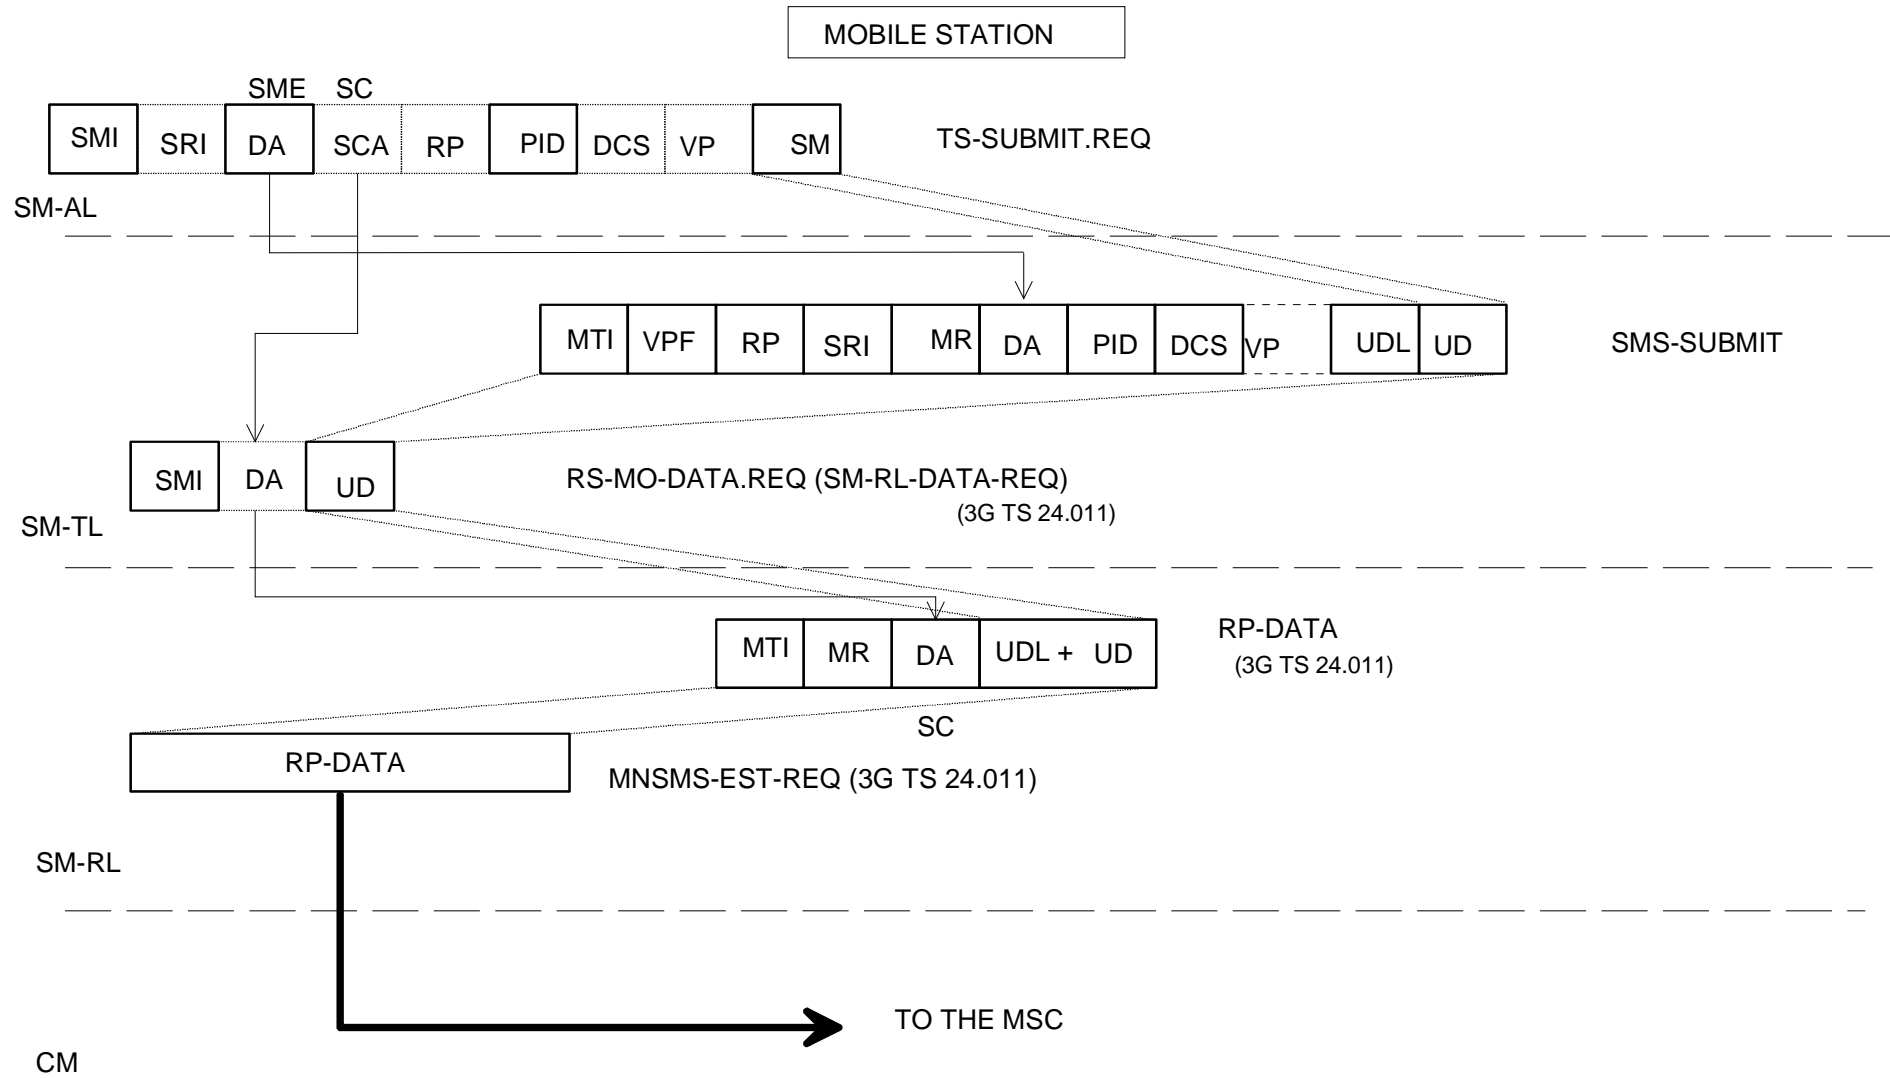 MOBILE STATION
SME SC
SMI SRI DA SCA RP PID DCS VP SM TS-SUBMIT.REQ
SM-AL
MTI VPF RP SRI MR DA PID DCS VP UDL UD SMS-SUBMIT
SMI DA UD RS-MO-DATA.REQ (SM-RL-DATA-REQ)
(3G TS 24.011)
SM-TL
MTI MR DA UDL + UD RP-DATA
(3G TS 24.011)
SC
RP-DATA MNSMS-EST-REQ (3G TS 24.011)
SM-RL
TO THE MSC
CM